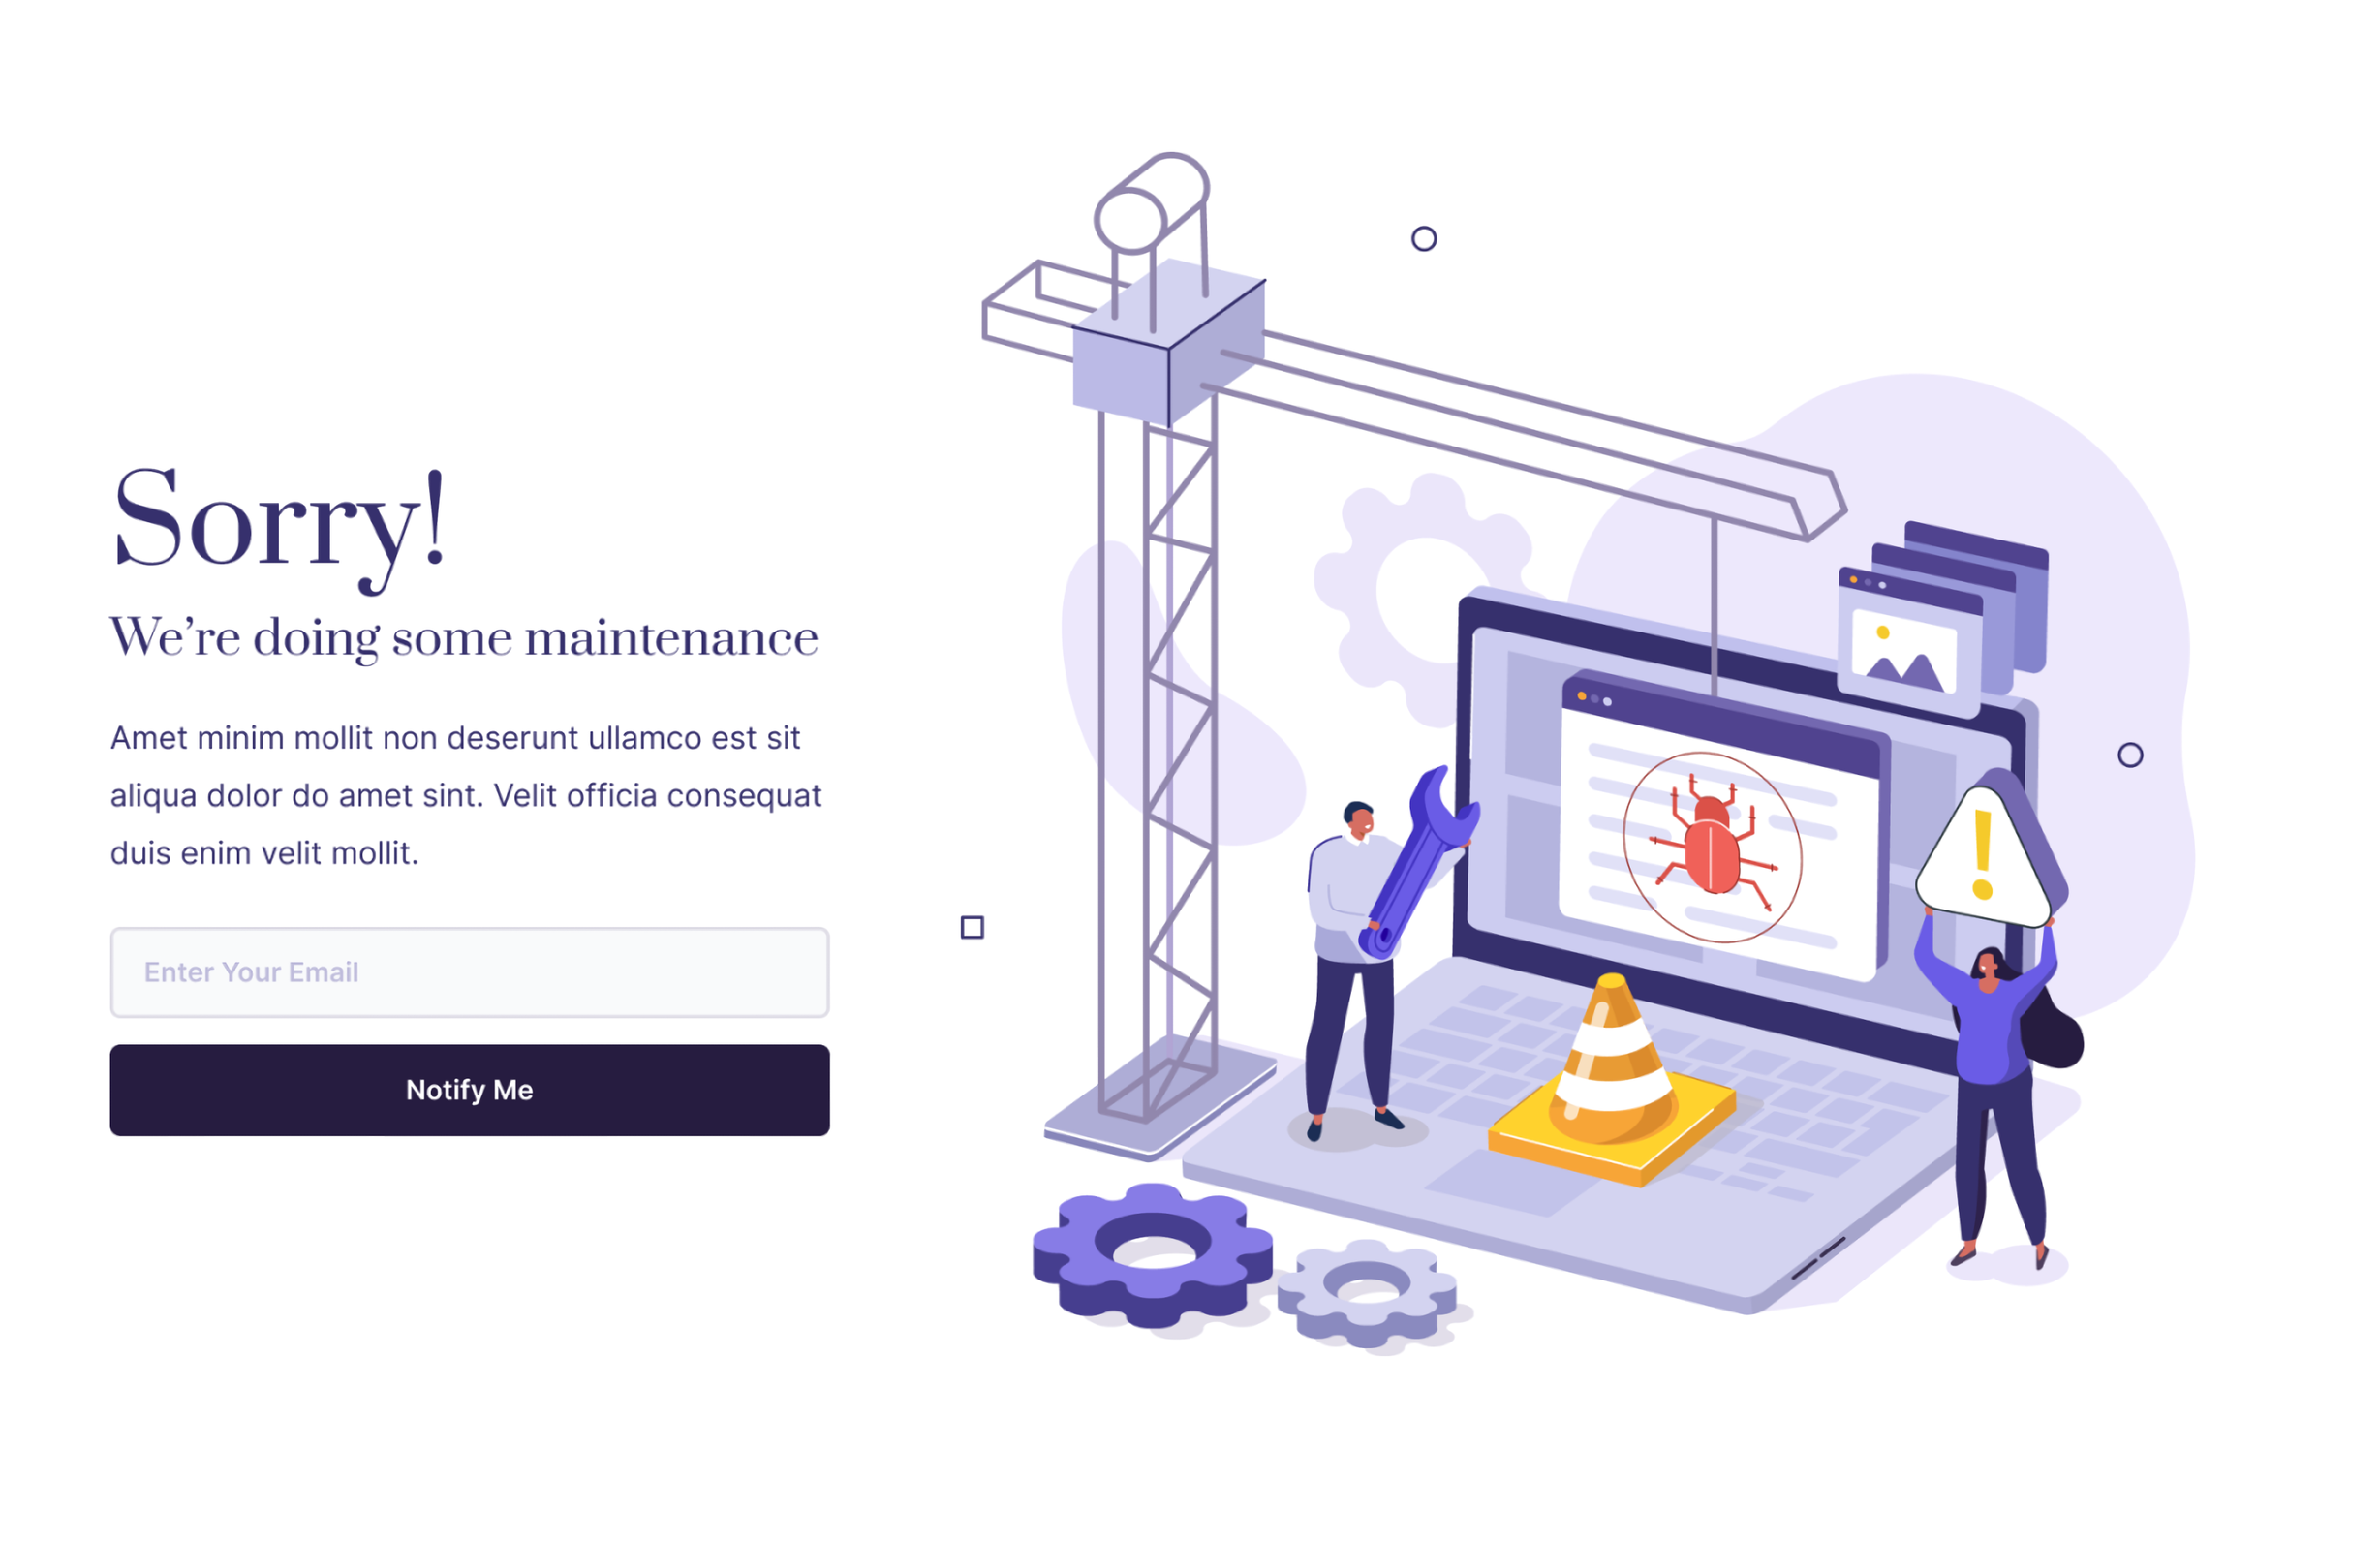 Sorry!
We’re doing some maintenance
Amet minim mollit non deserunt ullamco est sit
aliqua dolor do amet sint. Velit officia consequat
duis enim velit mollit.
Enter Your Email
Notify Me